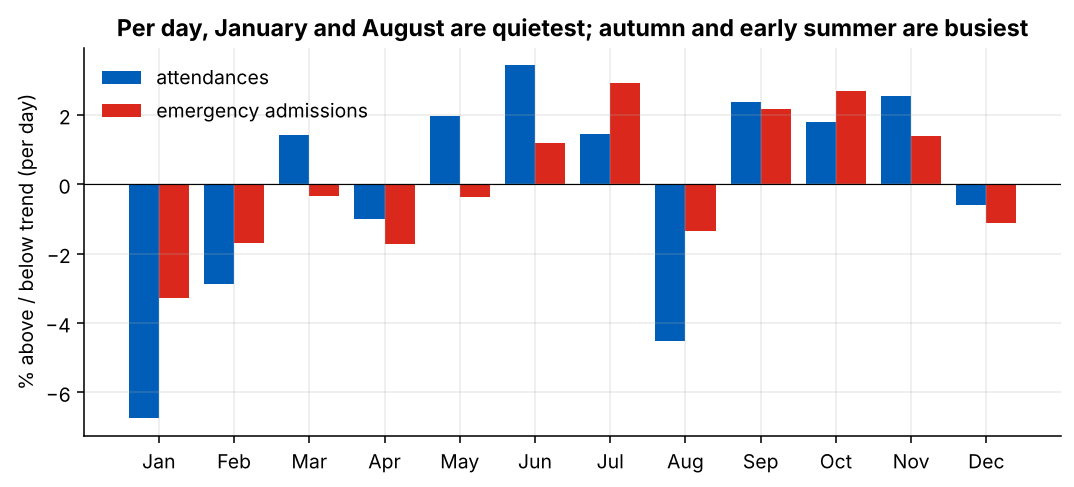 Per day, January and August are quietest; autumn and early summer are busiest
attendances
emergency admissions
% above / below trend (per day)
2
0
−2
−4
−6
Jan Feb Mar Apr May Jun Jul Aug Sep Oct Nov Dec